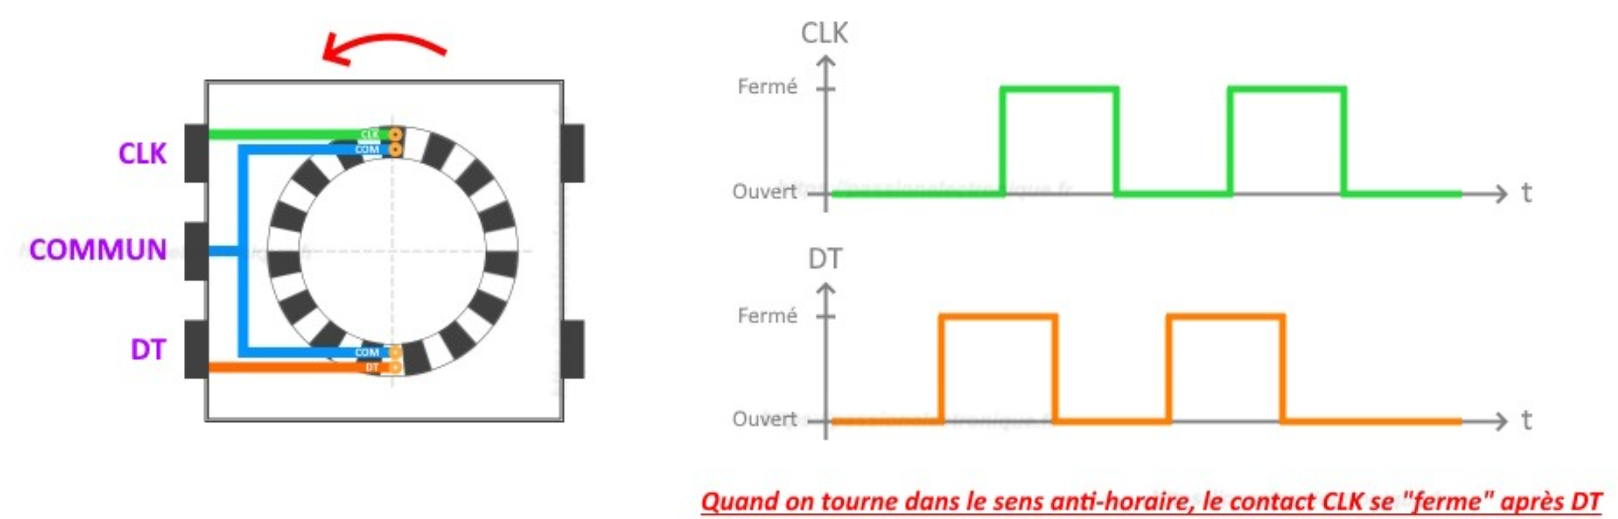 CLK
COMMUN
DT
CLK
COM
COM
DT
CLK
Fermé
Ouvert
t
DT
Fermé
Ouvert
t
Quand on tourne dans le sens anti-horaire, le contact CLK se "ferme" après DT